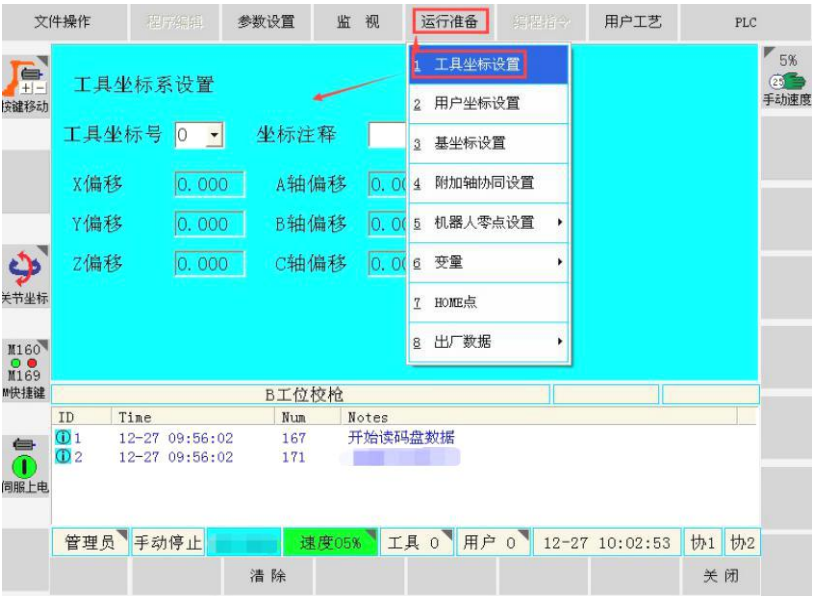 文件操作 程序编辑 参数设置 监 视 运行准备 编程指令 用户工艺 PLC
按键移动
5%
25
手动速度
工具坐标系设置
工具坐标号 0 坐标注释
X偏移 0.000 A轴偏移 0.00
Y偏移 0.000 B轴偏移 0.00
Z偏移 0.000 C轴偏移 0.00
1 工具坐标设置
2 用户坐标设置
3 基坐标设置
4 附加轴协同设置
5 机器人零点设置
6 变量
7 HOME点
8 出厂数据
关节坐标
M160
M169
M快捷键
伺服上电
B工位校枪
ID Time Num Notes
1 12-27 09:56:02 167 开始读码盘数据
2 12-27 09:56:02 171
管理员 手动停止 速度05% 工具 0 用户 0 12-27 10:02:53 协1 协2
清 除 关 闭